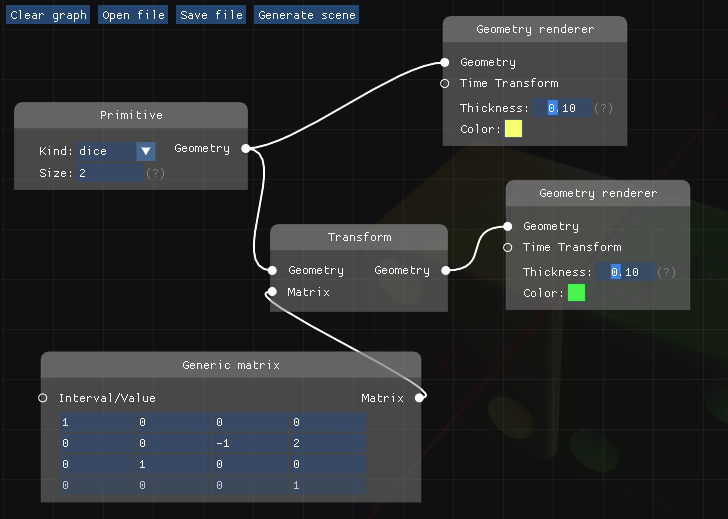 Clear graph Open file Save file Generate scene
Geometry renderer
Geometry
Time Transform
Thickness: 0.10 (?)
Color:
Primitive
Kind: dice Geometry
Size: 2 (?)
Geometry renderer
Geometry
Time Transform
Thickness: 0.10 (?)
Color:
Transform
Geometry Geometry
Matrix
Generic matrix
Interval/Value Matrix
1 0 0 0
0 0 -1 2
0 1 0 0
0 0 0 1